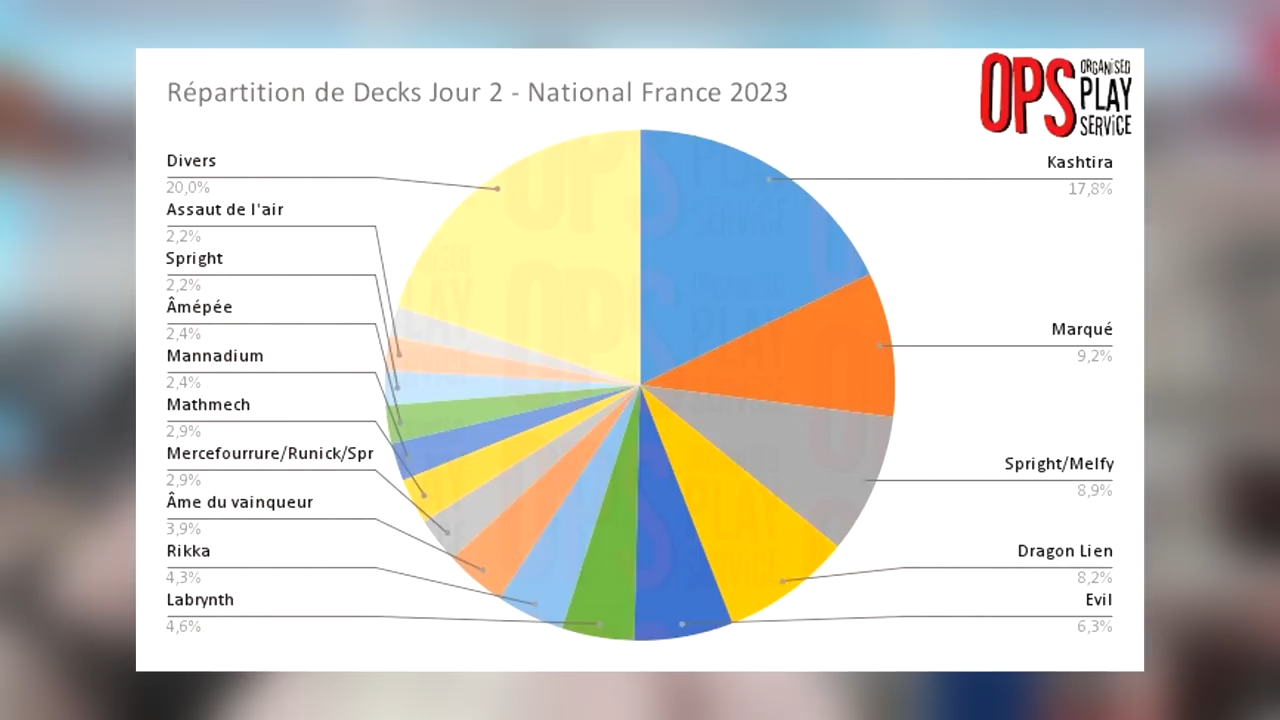 Répartition de Decks Jour 2 - National France 2023
OPS
ORGANISED
PLAY
SERVICE
Divers
20,0%
Assaut de l'air
2,2%
Spright
2,2%
Âmépée
2,4%
Mannadium
2,4%
Mathmech
2,9%
Mercefourrure/Runick/Spr
2,9%
Âme du vainqueur
3,9%
Rikka
4,3%
Labrynth
4,6%
Kashtira
17,8%
Marqué
9,2%
Spright/Melfy
8,9%
Dragon Lien
8,2%
Evil
6,3%